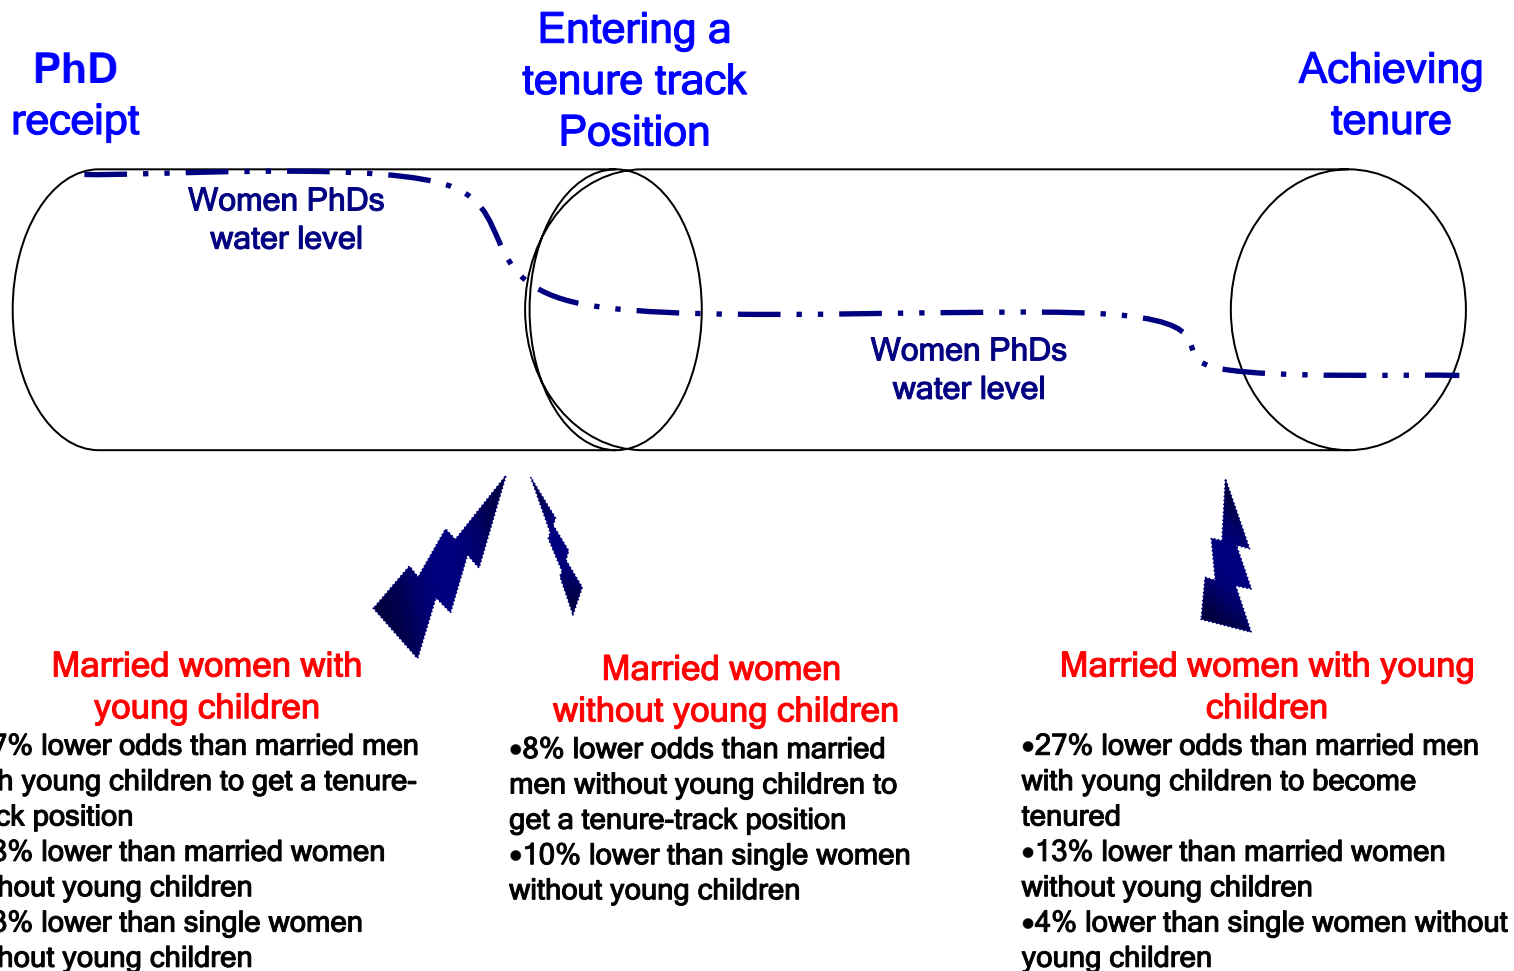 PhD
receipt
Entering a
tenure track
Position
Achieving
tenure
Women PhDs
water level
Women PhDs
water level
Married women with
young children
7% lower odds than married men
h young children to get a tenure-
ck position
8% lower than married women
hout young children
3% lower than single women
hout young children
Married women
without young children
•8% lower odds than married
men without young children to
get a tenure-track position
•10% lower than single women
without young children
Married women with young
children
•27% lower odds than married men
with young children to become
tenured
•13% lower than married women
without young children
•4% lower than single women without
young children